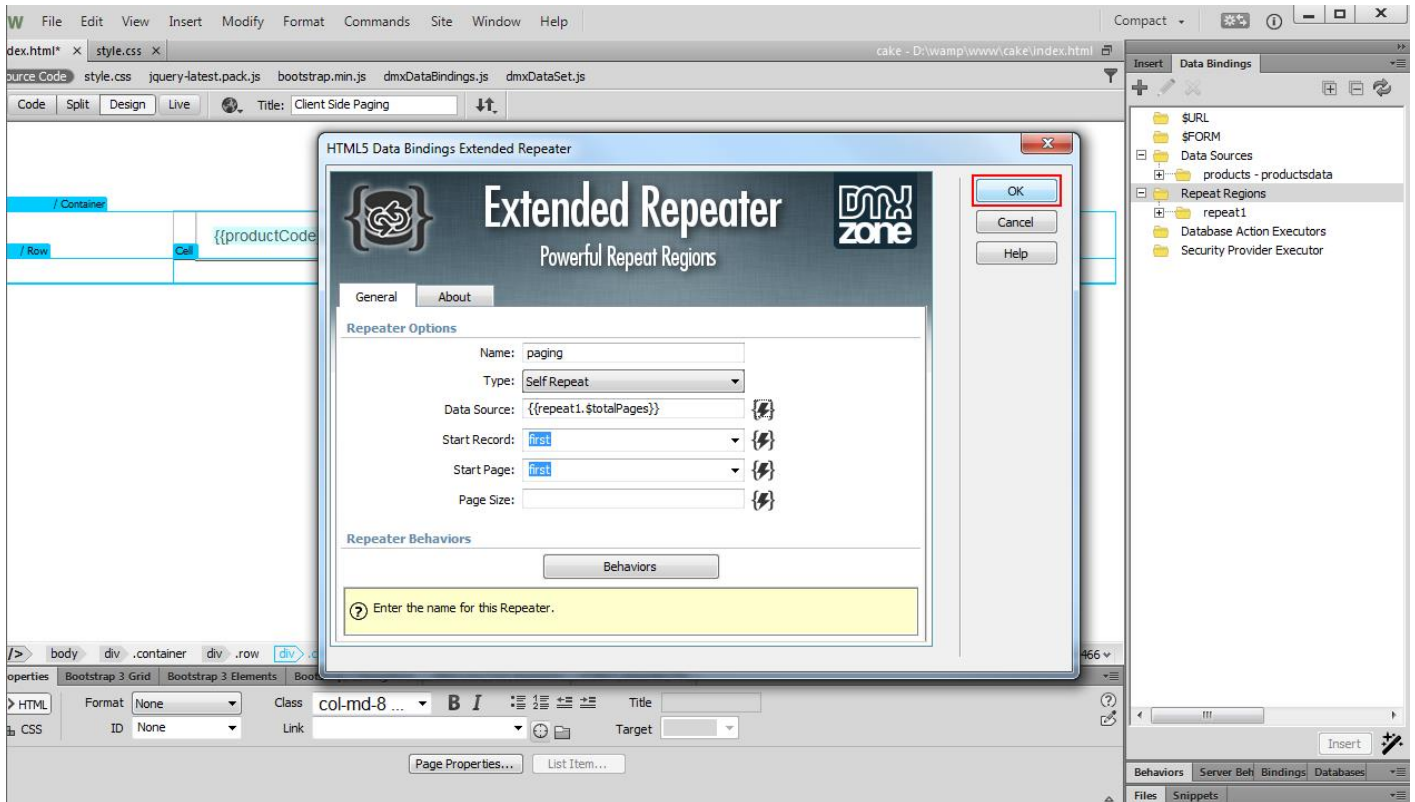 W File Edit View Insert Modify Format Commands Site Window Help Compact
dex.html* × style.css × cake - D:\wamp\www\cake\index.html
ource Code style.css jquery-latest.pack.js bootstrap.min.js dmxDataBindings.js dmxDataSet.js
Code Split Design Live Title: Client Side Paging
Insert Data Bindings
$URL
$FORM
Data Sources
products - productsdata
Repeat Regions
repeat1
Database Action Executors
Security Provider Executor
/ Container
{{productCode
/ Row Cell
HTML5 Data Bindings Extended Repeater
Extended Repeater
Powerful Repeat Regions
DMX
zone
OK
Cancel
Help
General About
Repeater Options
Name: paging
Type: Self Repeat
Data Source: {{repeat1.$totalPages}}
Start Record: first
Start Page: first
Page Size:
Repeater Behaviors
Behaviors
? Enter the name for this Repeater.
/> body div .container div .row div .c 466
operties Bootstrap 3 Grid Bootstrap 3 Elements Boot
HTML Format None Class col-md-8 ... B I Title
CSS ID None Link Target
Page Properties... List Item...
Insert
Behaviors Server Beh Bindings Databases
Files Snippets